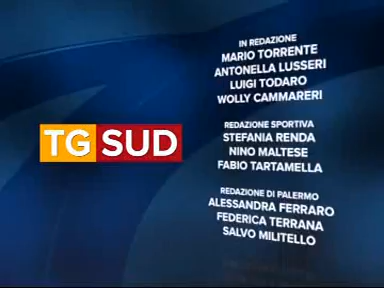 TG SUD
IN REDAZIONE
MARIO TORRENTE
ANTONELLA LUSSERI
LUIGI TODARO
WOLLY CAMMARERI
REDAZIONE SPORTIVA
STEFANIA RENDA
NINO MALTESE
FABIO TARTAMELLA
REDAZIONE DI PALERMO
ALESSANDRA FERRARO
FEDERICA TERRANA
SALVO MILITELLO